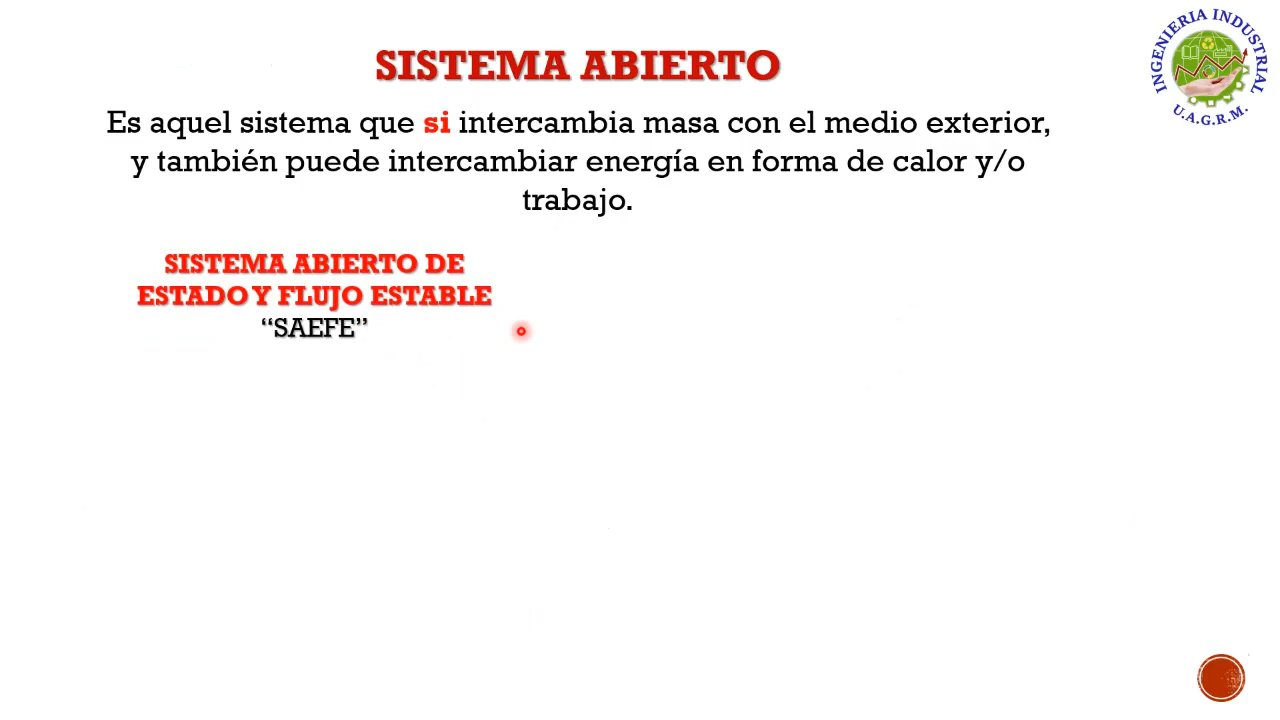 SISTEMA ABIERTO
Es aquel sistema que si intercambia masa con el medio exterior,
y también puede intercambiar energía en forma de calor y/o
trabajo.
SISTEMA ABIERTO DE
ESTADO Y FLUJO ESTABLE
“SAEFE”
INGENIERIA INDUSTRIAL
U.A.G.R.M.